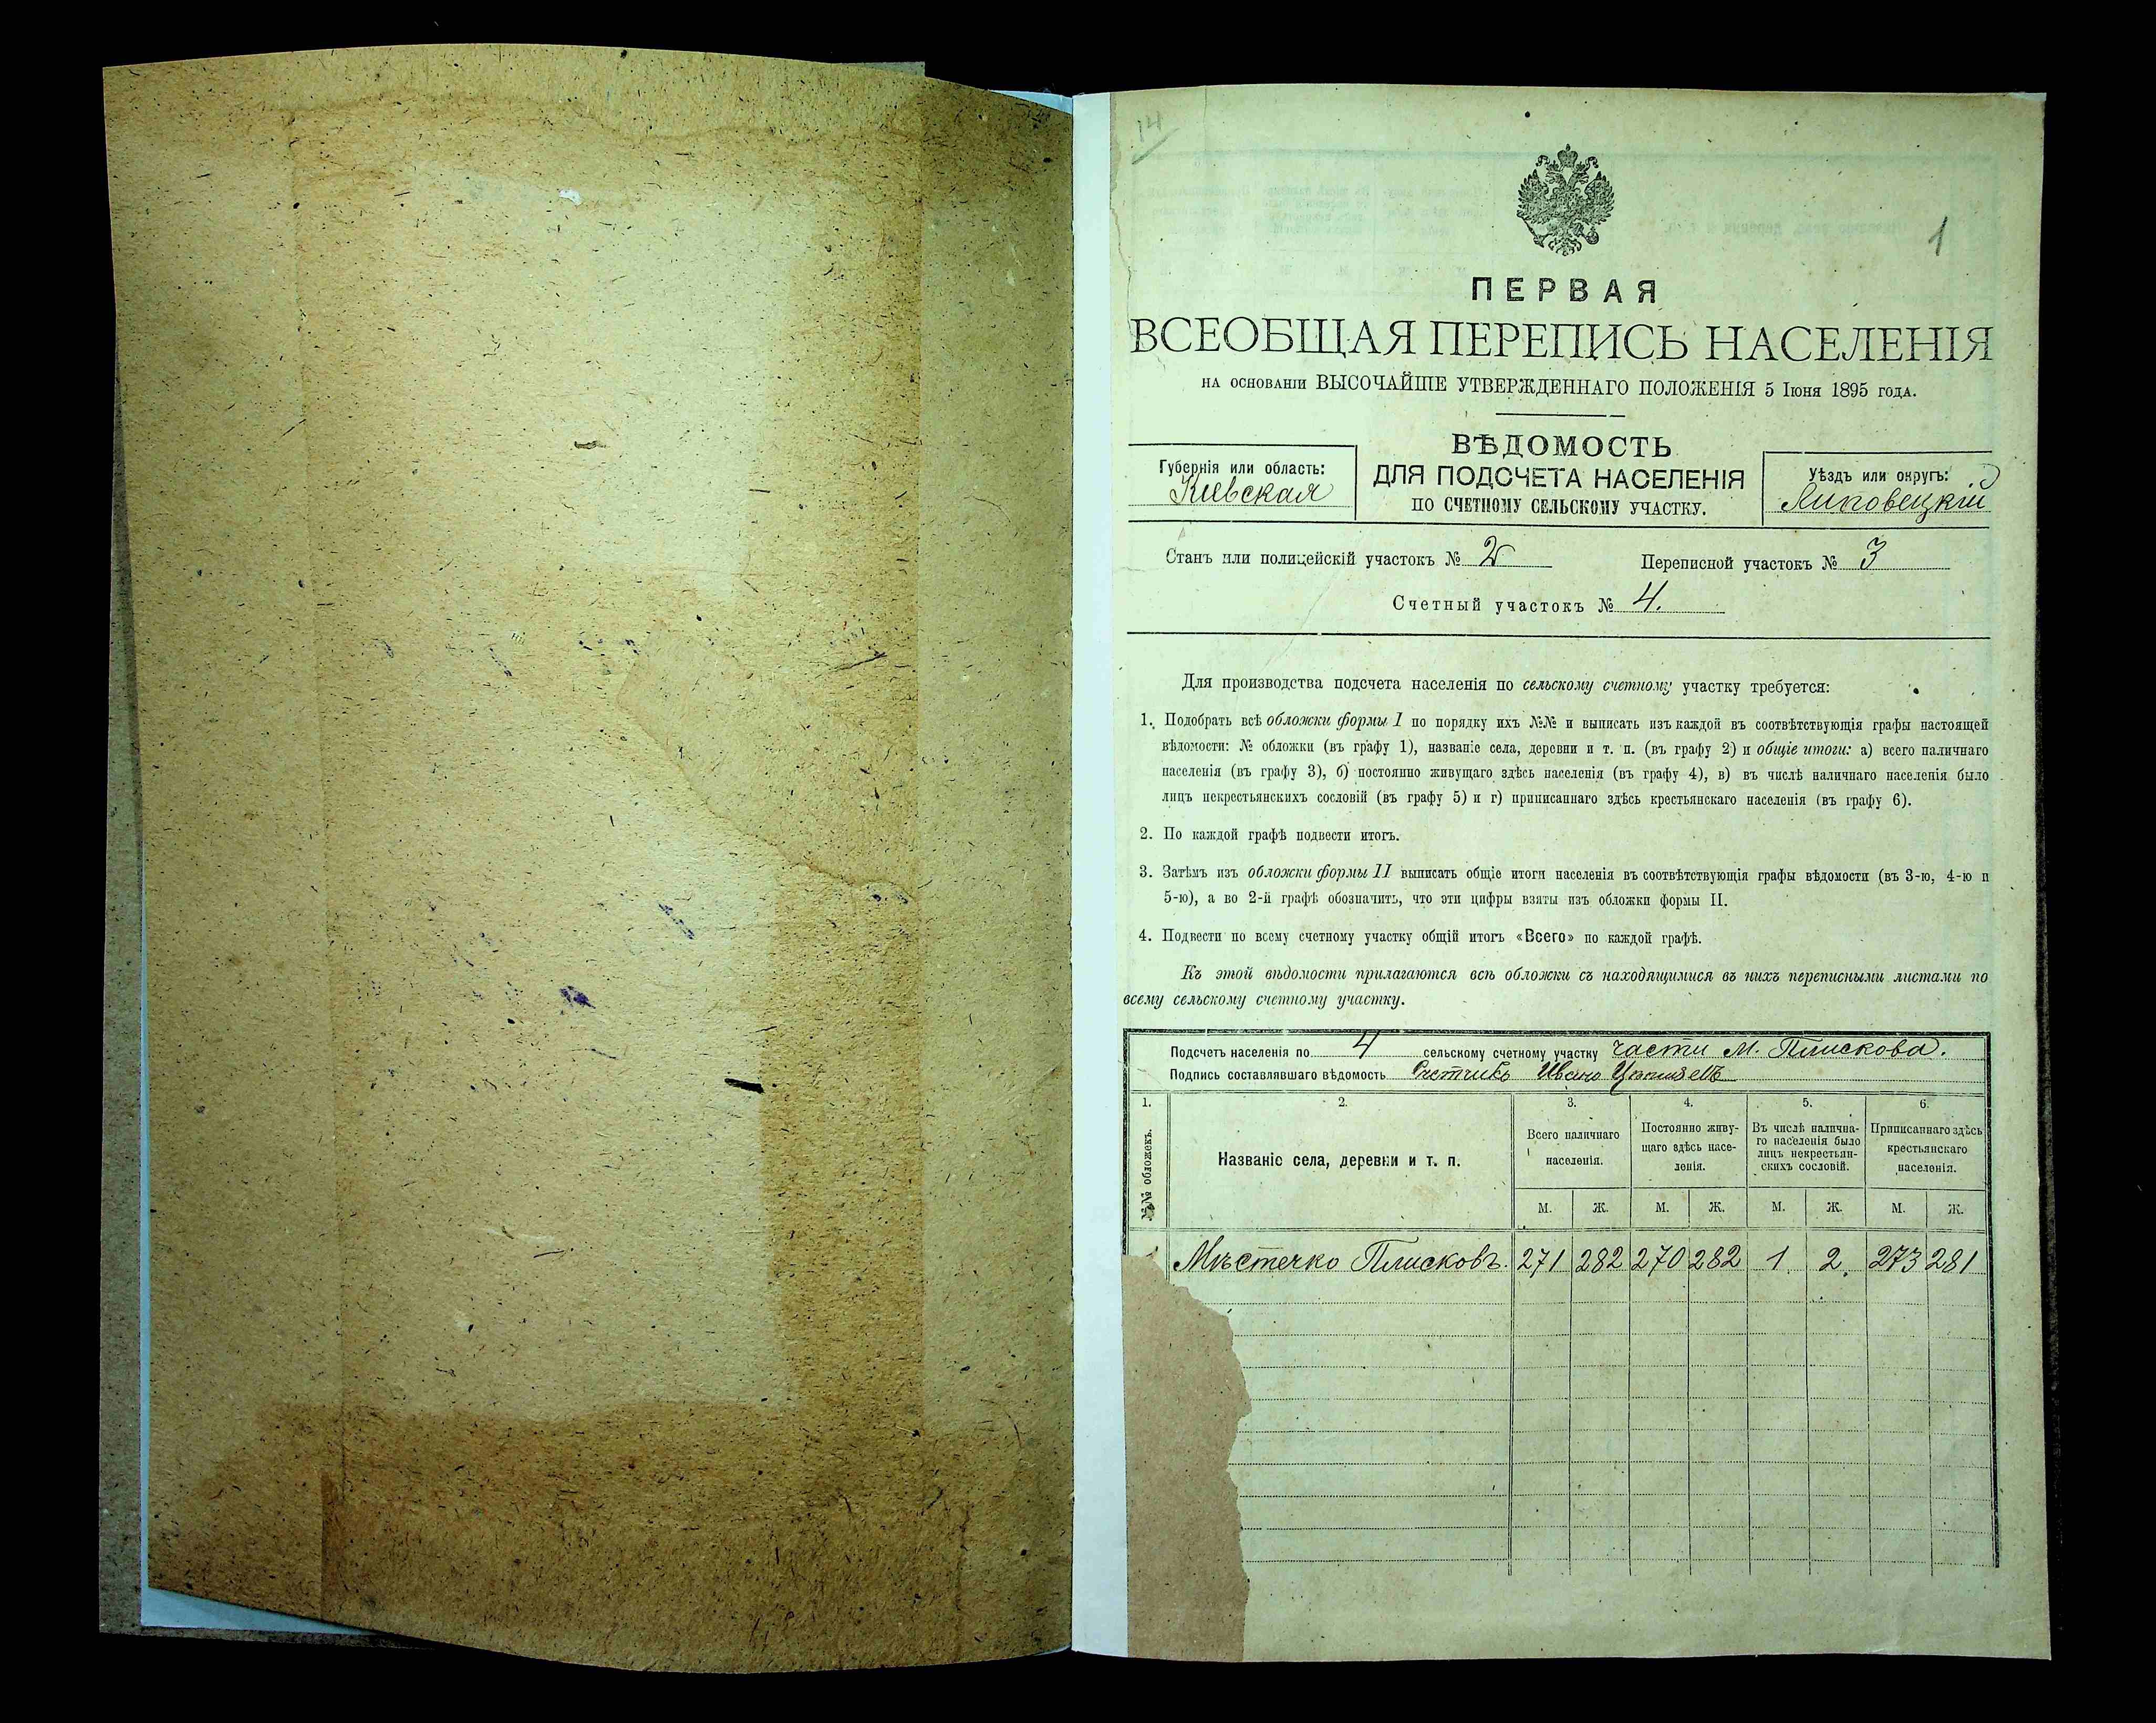 14
1
ПЕРВАЯ
ВСЕОБЩАЯ ПЕРЕПИСЬ НАСЕЛЕНІЯ
НА ОСНОВАНІИ ВЫСОЧАЙШЕ УТВЕРЖДЕННАГО ПОЛОЖЕНІЯ 5 Іюня 1895 ГОДА.
ВѢДОМОСТЬ
ДЛЯ ПОДСЧЕТА НАСЕЛЕНІЯ
ПО СЧЕТНОМУ СЕЛЬСКОМУ УЧАСТКУ.
Губернія или область:
Кіевская
Уѣздъ или округъ:
Липовецкій
Станъ или полицейскій участокъ № 2 Переписной участокъ № 3
Счетный участокъ № 4.
Для производства подсчета населенія по сельскому счетному участку требуется:
1. Подобрать всѣ обложки формы I по порядку ихъ №№ и выписать изъ каждой въ соотвѣтствующія графы настоящей
вѣдомости: № обложки (въ графу 1), названіе села, деревни и т. п. (въ графу 2) и общіе итоги: а) всего наличнаго
населенія (въ графу 3), б) постоянно живущаго здѣсь населенія (въ графу 4), в) въ числѣ наличнаго населенія было
лицъ некрестьянскихъ сословій (въ графу 5) и г) приписаннаго здѣсь крестьянскаго населенія (въ графу 6).
2. По каждой графѣ подвести итогъ.
3. Затѣмъ изъ обложки формы II выписать общіе итоги населенія въ соотвѣтствующія графы вѣдомости (въ 3-ю, 4-ю и
5-ю), а во 2-й графѣ обозначить, что эти цифры взяты изъ обложки формы II.
4. Подвести по всему счетному участку общій итогъ «Всего» по каждой графѣ.
Къ этой вѣдомости прилагаются всѣ обложки съ находящимися въ нихъ переписными листами по
всему сельскому счетному участку.
Подсчетъ населенія по 4 сельскому счетному участку части М. Плискова.
Подпись составлявшаго вѣдомость Счетчикъ Иванъ
1. 2. 3. 4. 5. 6.
№№ обложекъ.
Названіе села, деревни и т. п.
Всего наличнаго
населенія.
Постоянно живу-
щаго здѣсь насе-
ленія.
Въ числѣ налична-
го населенія было
лицъ некрестьян-
скихъ сословій.
Приписаннаго здѣсь
крестьянскаго
населенія.
М. Ж. М. Ж. М. Ж. М. Ж.
Мѣстечко Плисковъ. 271 282 270 282 1 2. 273 281